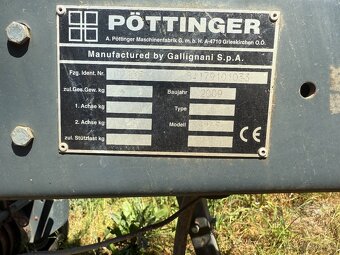 PÖTTINGER
A. Pöttinger Maschinenfabrik G. m. b. H. A-4710 Grieskirchen O.Ö.
Manufactured by Gallignani S.p.A.
Fzg. Ident. Nr.
zul.Ges.Gew. kg Baujahr 2009
1. Achse kg Type
2. Achse kg Modell
zul. Stützlast kg CE